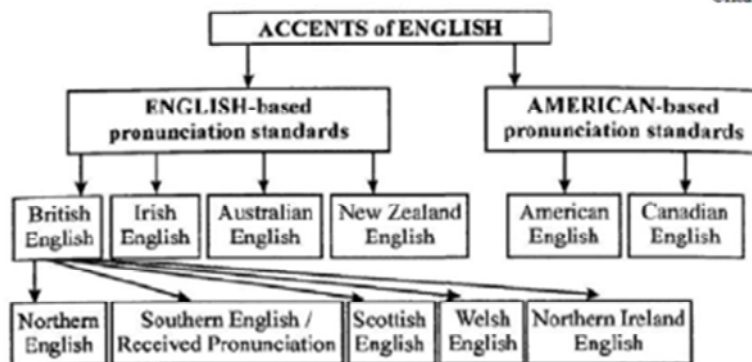 ACCENTS of ENGLISH
ENGLISH-based
pronunciation standards
AMERICAN-based
pronunciation standards
British
English
Irish
English
Australian
English
New Zealand
English
American
English
Canadian
English
Northern
English
Southern English /
Received Pronunciation
Scottish
English
Welsh
English
Northern Ireland
English